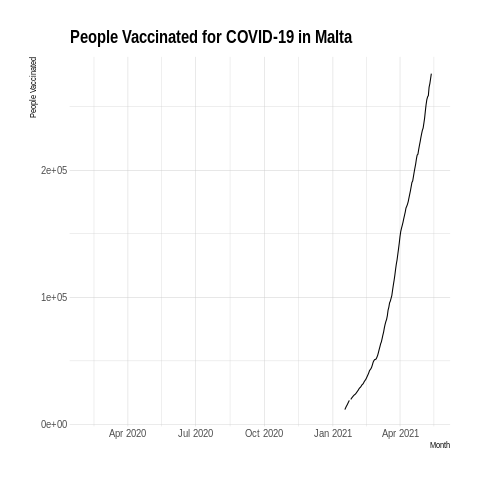 People Vaccinated for COVID-19 in Malta
People Vaccinated
2e+05
1e+05
0e+00
Apr 2020 Jul 2020 Oct 2020 Jan 2021 Apr 2021
Month